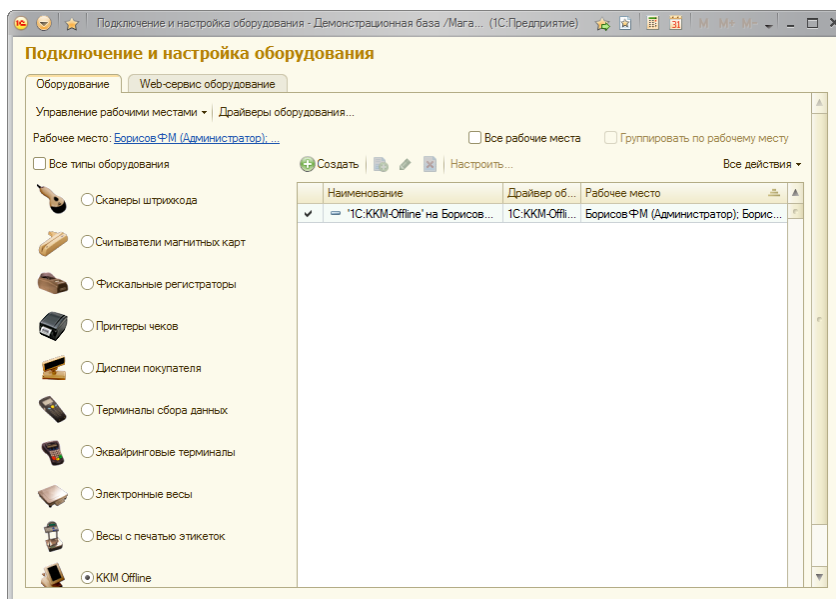 Подключение и настройка оборудования - Демонстрационная база /Мага... (1С:Предприятие) M M+ M-
Подключение и настройка оборудования
Оборудование Web-сервис оборудование
Управление рабочими местами Драйверы оборудования...
Рабочее место: БорисовФМ (Администратор); ... Все рабочие места Группировать по рабочему месту
Все типы оборудования Создать Настроить... Все действия
Наименование Драйвер об... Рабочее место
'1С:ККМ-Offline' на Борисов... 1С:ККМ-Offli... БорисовФМ (Администратор); Борис...
Сканеры штрихкода
Считыватели магнитных карт
Фискальные регистраторы
Принтеры чеков
Дисплеи покупателя
Терминалы сбора данных
Эквайринговые терминалы
Электронные весы
Весы с печатью этикеток
ККМ Offline